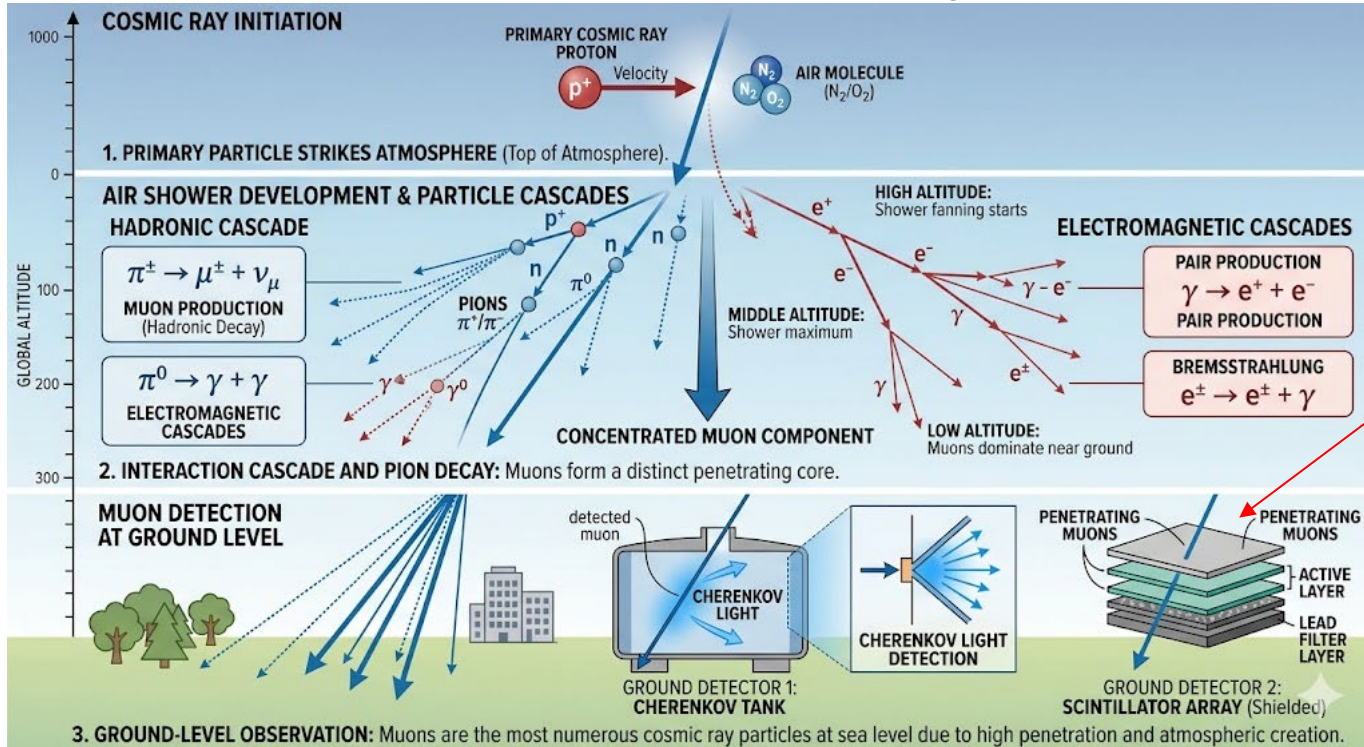 COSMIC RAY INITIATION
1000
PRIMARY COSMIC RAY
PROTON
Velocity
p⁺
N₂
N₂
O₂
AIR MOLECULE
(N₂/O₂)
1. PRIMARY PARTICLE STRIKES ATMOSPHERE (Top of Atmosphere).
0
AIR SHOWER DEVELOPMENT & PARTICLE CASCADES
HADRONIC CASCADE
π± → μ± + ν_μ
MUON PRODUCTION
(Hadronic Decay)
GLOBAL ALTITUDE
100
π⁰ → γ + γ
ELECTROMAGNETIC
CASCADES
200
p⁺
n
n
n
π⁰
PIONS
π⁺/π⁻
γ
γ⁰
HIGH ALTITUDE:
Shower fanning starts
e⁺
e⁻
e⁻
γ - e⁻
γ
e±
γ
MIDDLE ALTITUDE:
Shower maximum
ELECTROMAGNETIC CASCADES
PAIR PRODUCTION
γ → e⁺ + e⁻
PAIR PRODUCTION
BREMSSTRAHLUNG
e± → e± + γ
CONCENTRATED MUON COMPONENT
LOW ALTITUDE:
Muons dominate near ground
2. INTERACTION CASCADE AND PION DECAY: Muons form a distinct penetrating core.
300
MUON DETECTION
AT GROUND LEVEL
detected
muon
CHERENKOV
LIGHT
CHERENKOV LIGHT
DETECTION
GROUND DETECTOR 1:
CHERENKOV TANK
PENETRATING
MUONS
PENETRATING
MUONS
ACTIVE
LAYER
LEAD
FILTER
LAYER
GROUND DETECTOR 2:
SCINTILLATOR ARRAY (Shielded)
3. GROUND-LEVEL OBSERVATION: Muons are the most numerous cosmic ray particles at sea level due to high penetration and atmospheric creation.